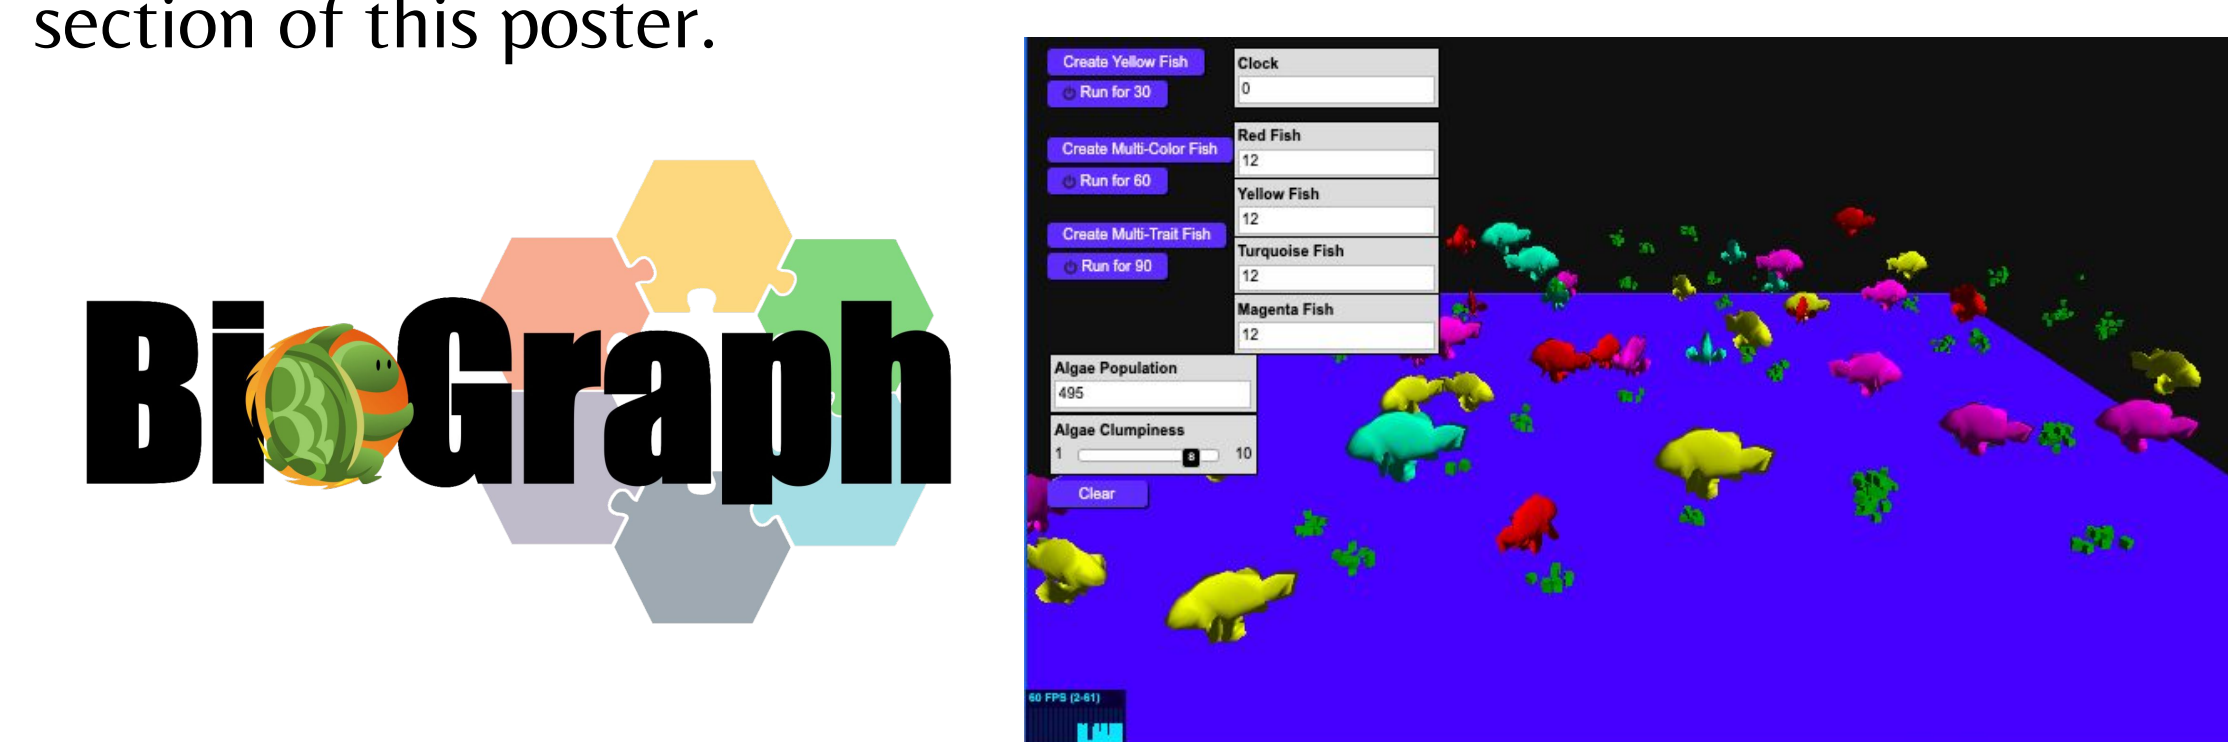 section of this poster.
BioGraph
Create Yellow Fish
Run for 30
Create Multi-Color Fish
Run for 60
Create Multi-Trait Fish
Run for 90
Clock
0
Red Fish
12
Yellow Fish
12
Turquoise Fish
12
Magenta Fish
12
Algae Population
495
Algae Clumpiness
1 8 10
Clear
60 FPS (2-61)